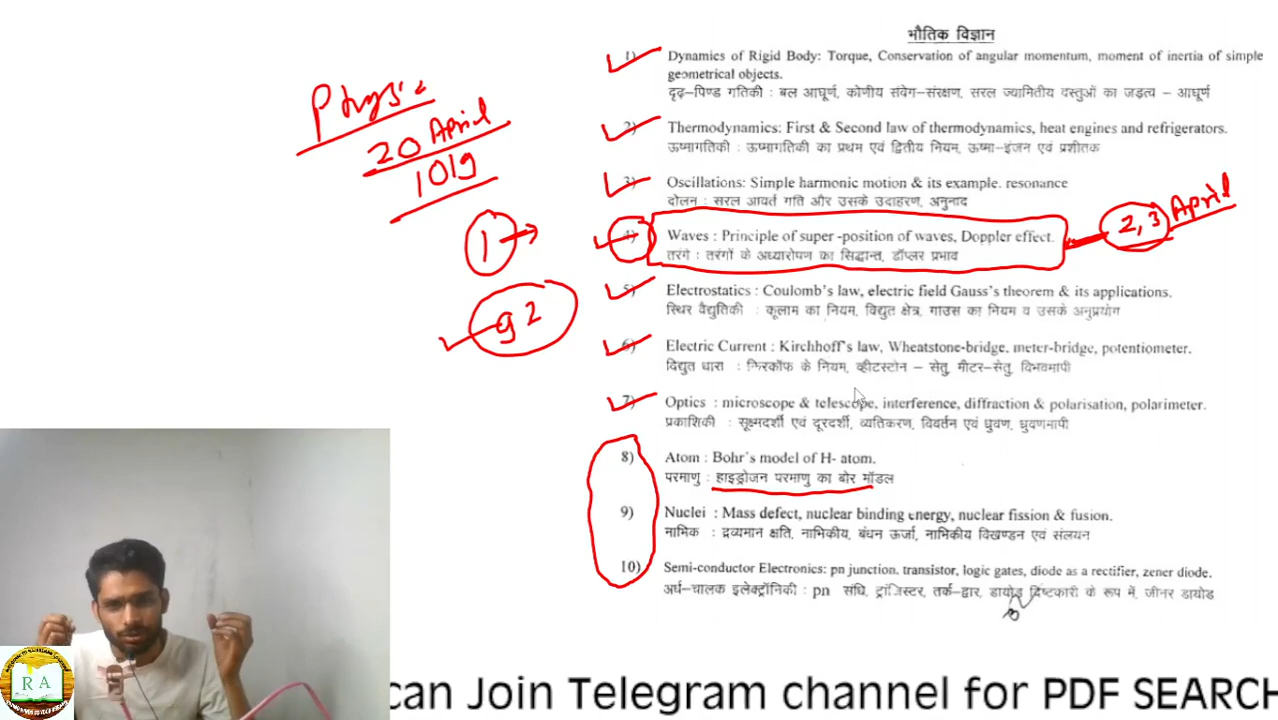 भौतिक विज्ञान
1) Dynamics of Rigid Body: Torque, Conservation of angular momentum, moment of inertia of simple
geometrical objects.
दृढ़–पिण्ड गतिकी : बल आघूर्ण, कोणीय संवेग-संरक्षण, सरल ज्यामितीय वस्तुओं का जड़त्व – आघूर्ण
2) Thermodynamics: First & Second law of thermodynamics, heat engines and refrigerators.
ऊष्मागतिकी : ऊष्मागतिकी का प्रथम एवं द्वितीय नियम, ऊष्मा-इंजन एवं प्रशीतक
3) Oscillations: Simple harmonic motion & its example. resonance
दोलन : सरल आवर्त गति और उसके उदाहरण, अनुनाद
4) Waves : Principle of super -position of waves, Doppler effect.
तरंगे : तरंगों के अध्यारोपण का सिद्धान्त, डॉप्लर प्रभाव
5) Electrostatics : Coulomb's law, electric field Gauss's theorem & its applications.
स्थिर वैद्युतिकी : कूलाम का नियम, विद्युत क्षेत्र, गाउस का नियम व उसके अनुप्रयोग
6) Electric Current : Kirchhoff's law, Wheatstone-bridge, meter-bridge, potentiometer.
विद्युत धारा : किरकॉफ के नियम, व्हीटस्टोन – सेतु, मीटर-सेतु, विभवमापी
7) Optics : microscope & telescope, interference, diffraction & polarisation, polarimeter.
प्रकाशिकी : सूक्ष्मदर्शी एवं दूरदर्शी, व्यतिकरण, विवर्तन एवं ध्रुवण, ध्रुवणमापी
8) Atom : Bohr's model of H- atom.
परमाणु : हाइड्रोजन परमाणु का बोर मॉडल
9) Nuclei : Mass defect, nuclear binding energy, nuclear fission & fusion.
नाभिक : द्रव्यमान क्षति, नाभिकीय, बंधन ऊर्जा, नाभिकीय विखण्डन एवं संलयन
10) Semi-conductor Electronics: pn junction, transistor, logic gates, diode as a rectifier, zener diode.
अर्ध–चालक इलेक्ट्रॉनिकी : pn संधि, ट्रांजिस्टर, तर्क–द्वार, डायोड दिष्टकारी के रूप में, जीनर डायोड
Physics
20 April
1019
1
92
2, 3 April
R A
can Join Telegram channel for PDF SEARCH